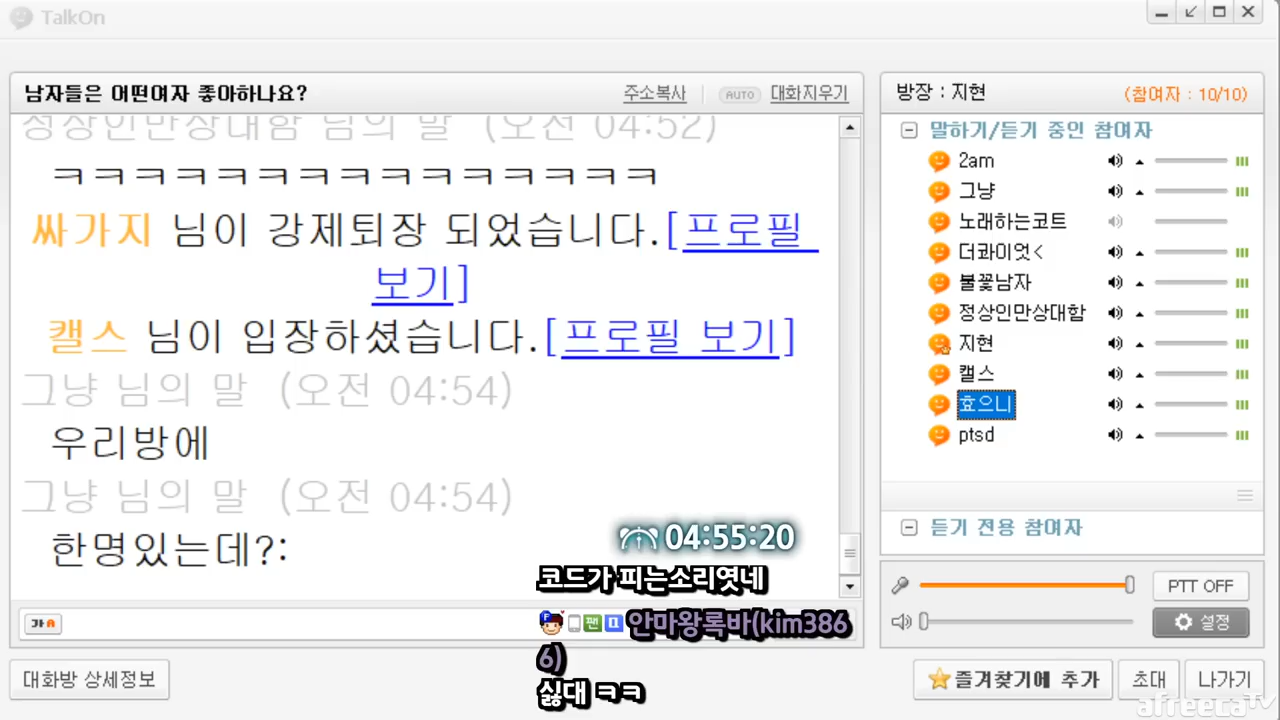 TalkOn
남자들은 어떤여자 좋아하나요?
주소복사
AUTO
대화지우기
정상인만상대함 님의 말 (오전 04:52)
ㅋㅋㅋㅋㅋㅋㅋㅋㅋㅋㅋㅋㅋㅋㅋ
싸가지 님이 강제퇴장 되었습니다.[프로필
보기]
캘스 님이 입장하셨습니다.[프로필 보기]
그냥 님의 말 (오전 04:54)
우리방에
그냥 님의 말 (오전 04:54)
한명있는데?:
04:55:20
코드가 피는소리엿네
팬
안마왕록바(kim386
6)
싫대 ㅋㅋ
가A
대화방 상세정보
방장 : 지현
(참여자 : 10/10)
말하기/듣기 중인 참여자
2am
그냥
노래하는코트
더콰이엇<
불꽃남자
정상인만상대함
지현
캘스
효으니
ptsd
듣기 전용 참여자
PTT OFF
설정
즐겨찾기에 추가
초대
나가기
afreecaTV